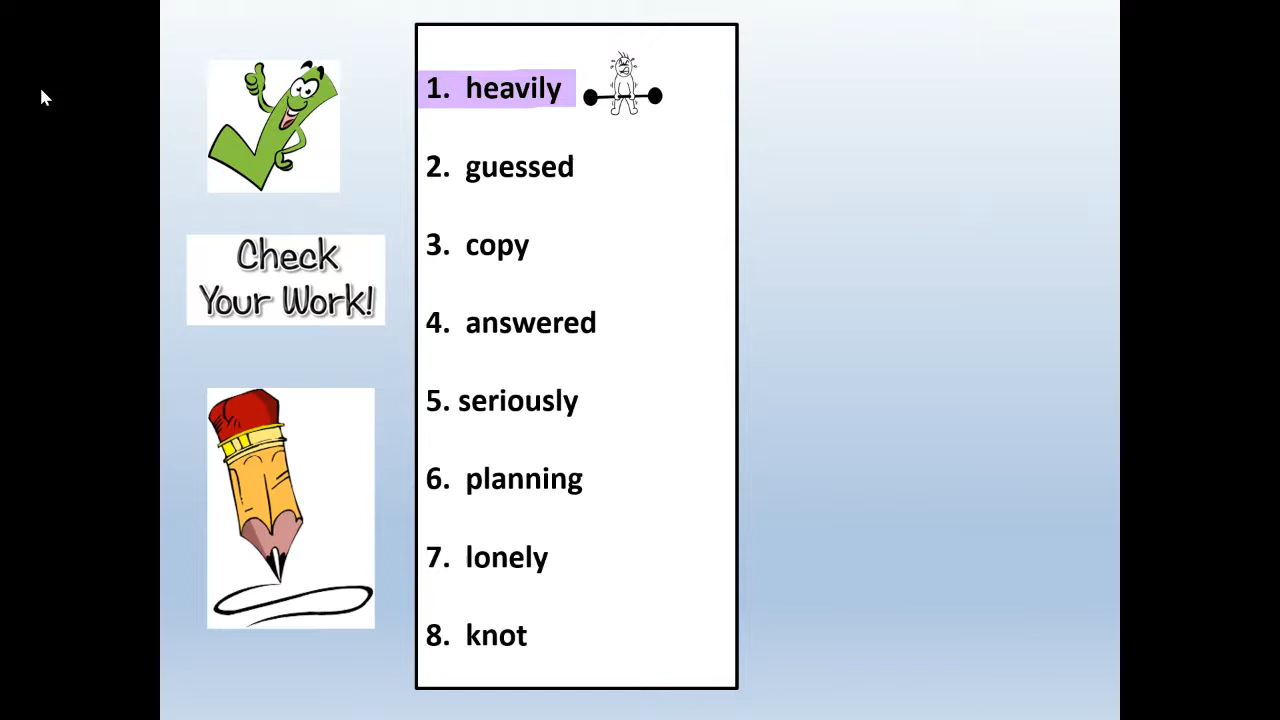 Check
Your Work!
1. heavily
2. guessed
3. copy
4. answered
5. seriously
6. planning
7. lonely
8. knot